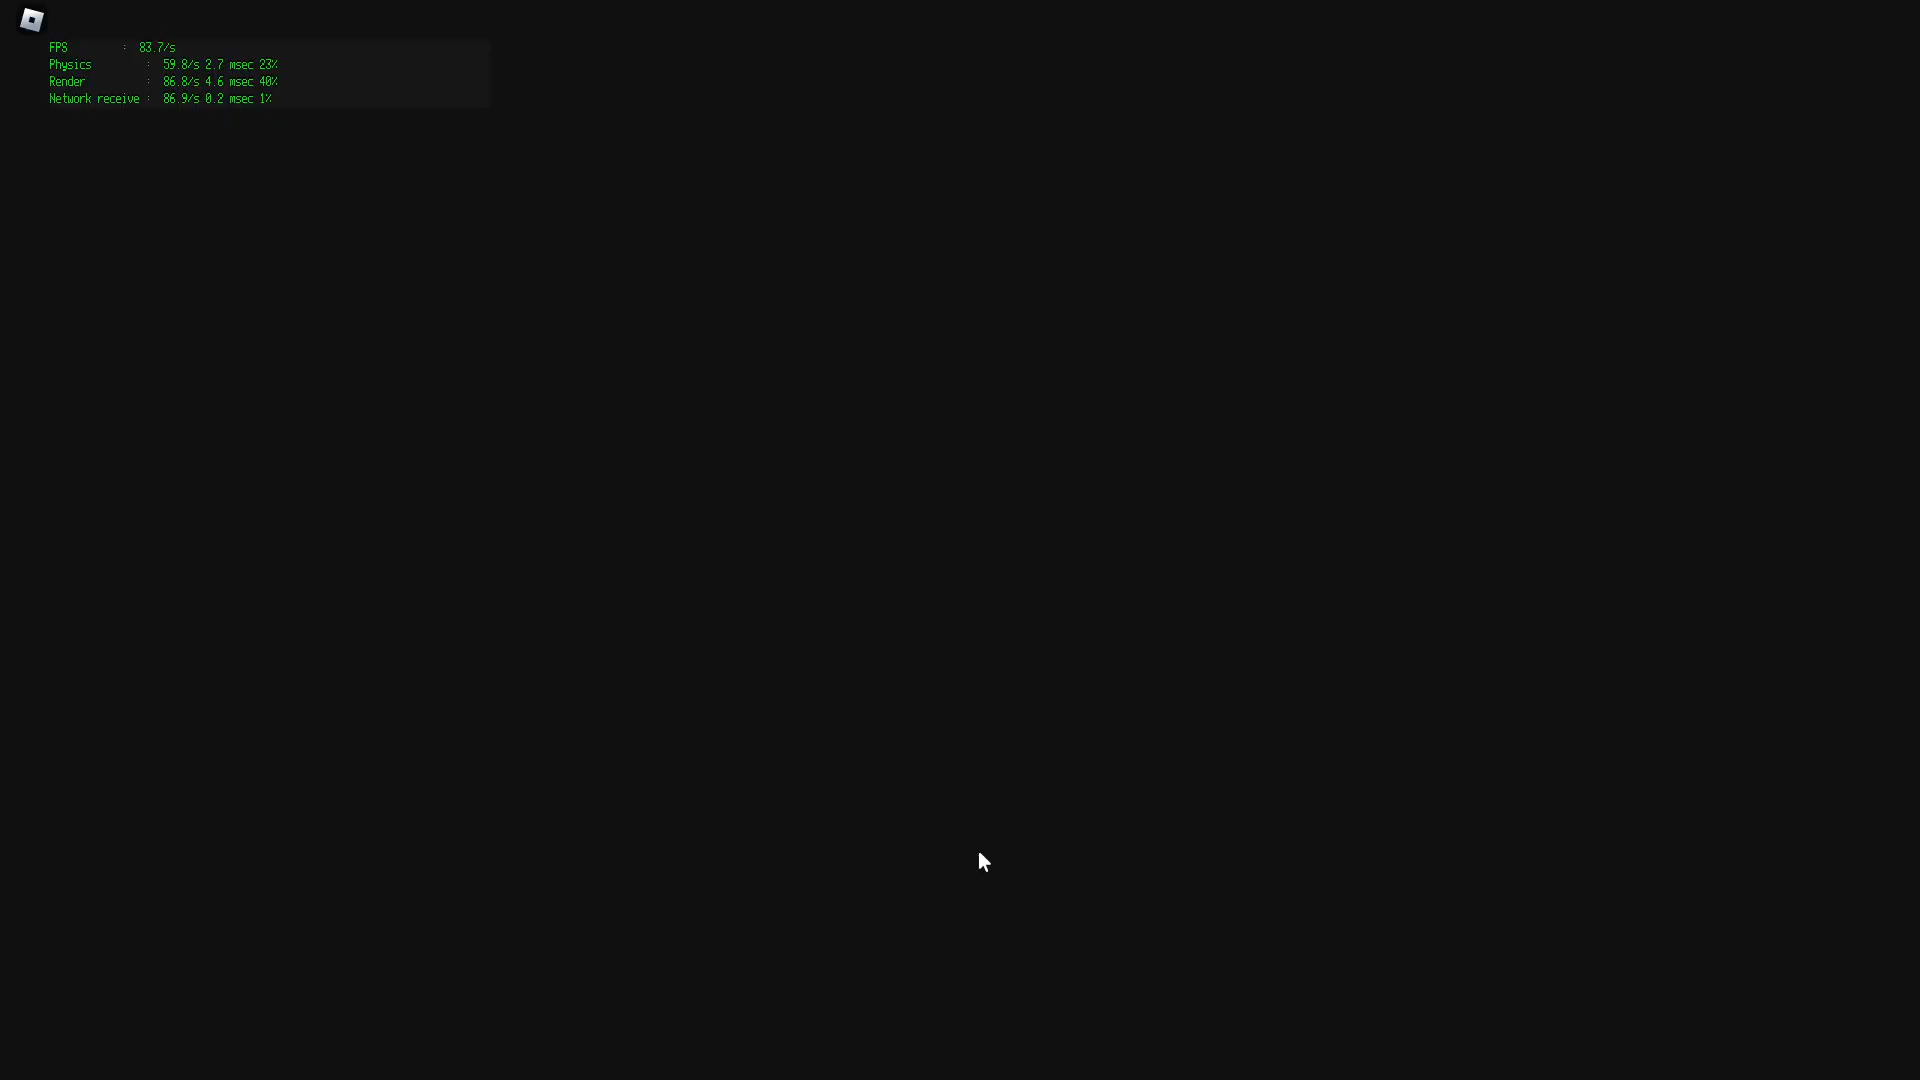 FPS : 83.7/s
Physics : 59.8/s 2.7 msec 23%
Render : 86.8/s 4.6 msec 40%
Network receive : 86.9/s 0.2 msec 1%